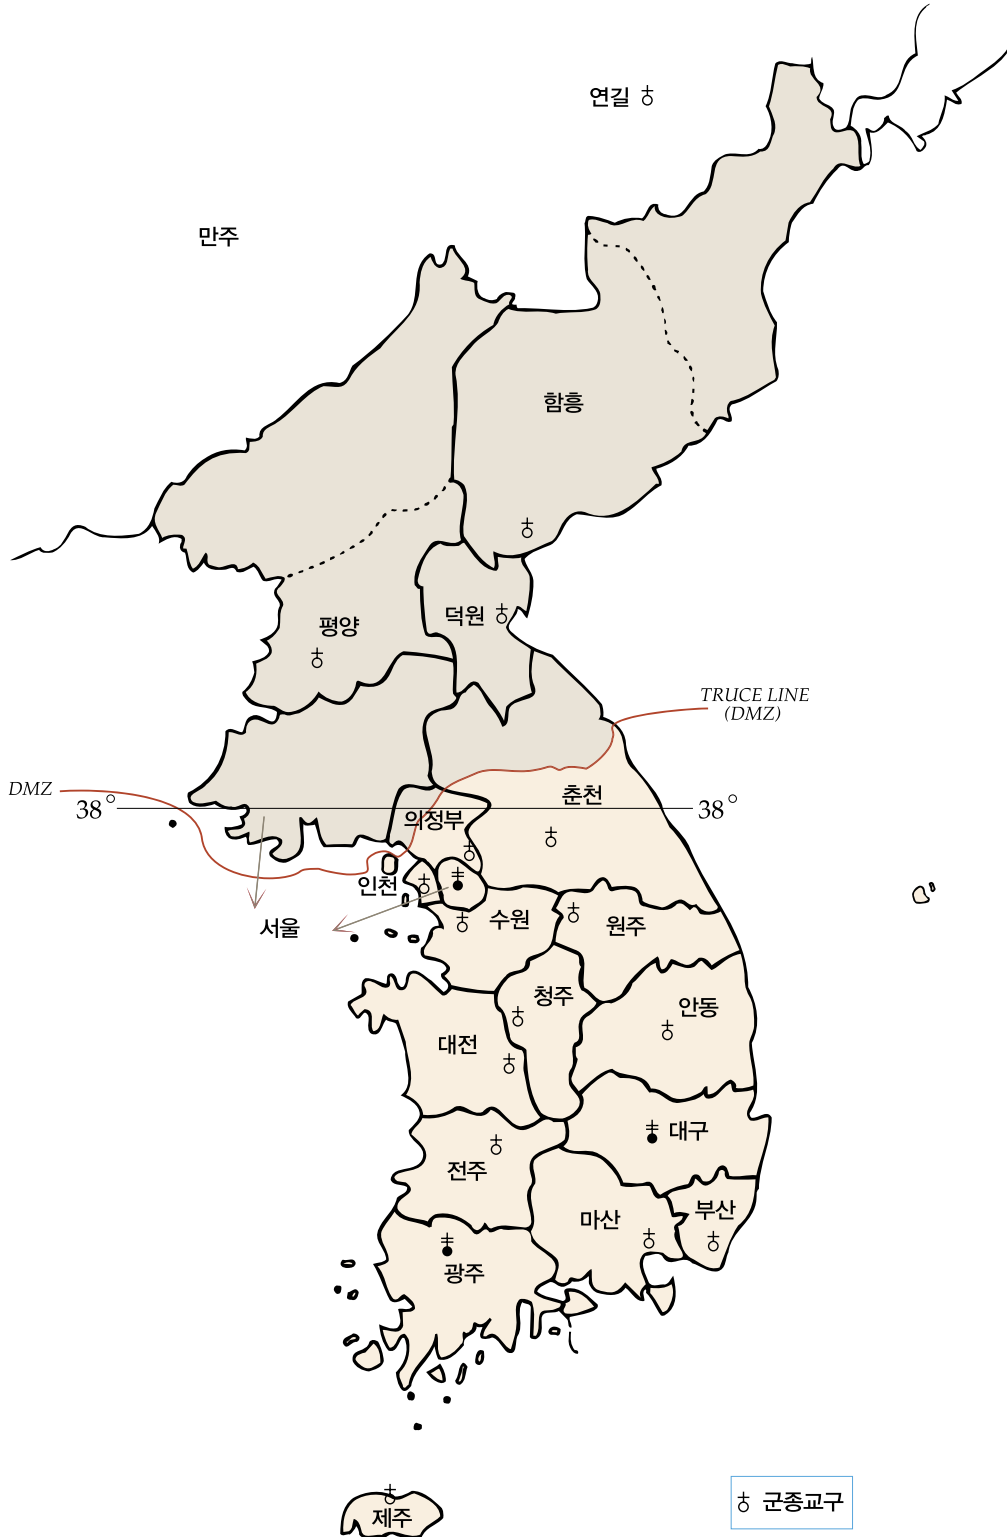 연길
만주
함흥
덕원
평양
TRUCE LINE
(DMZ)
DMZ
38°
38°
춘천
의정부
인천
서울
수원
원주
청주
안동
대전
대구
전주
부산
마산
광주
군종교구
제주